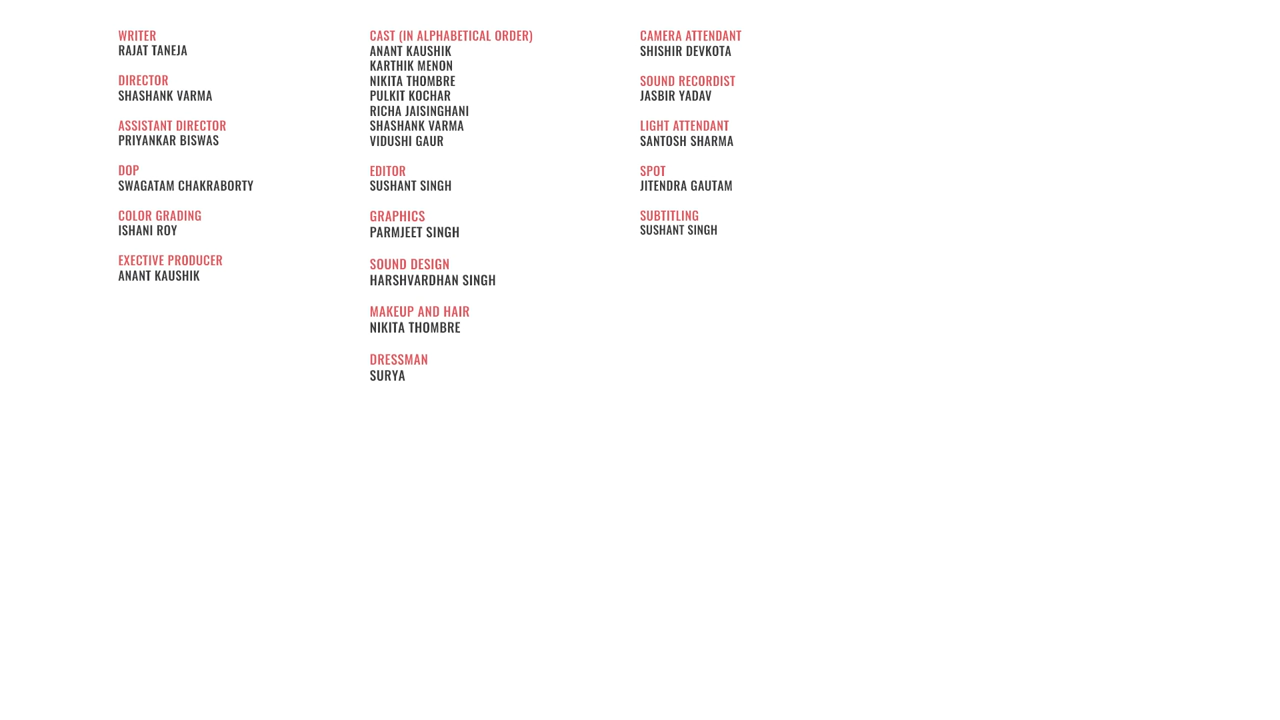 WRITER
RAJAT TANEJA
DIRECTOR
SHASHANK VARMA
ASSISTANT DIRECTOR
PRIYANKAR BISWAS
DOP
SWAGATAM CHAKRABORTY
COLOR GRADING
ISHANI ROY
EXECTIVE PRODUCER
ANANT KAUSHIK
CAST (IN ALPHABETICAL ORDER)
ANANT KAUSHIK
KARTHIK MENON
NIKITA THOMBRE
PULKIT KOCHAR
RICHA JAISINGHANI
SHASHANK VARMA
VIDUSHI GAUR
EDITOR
SUSHANT SINGH
GRAPHICS
PARMJEET SINGH
SOUND DESIGN
HARSHVARDHAN SINGH
MAKEUP AND HAIR
NIKITA THOMBRE
DRESSMAN
SURYA
CAMERA ATTENDANT
SHISHIR DEVKOTA
SOUND RECORDIST
JASBIR YADAV
LIGHT ATTENDANT
SANTOSH SHARMA
SPOT
JITENDRA GAUTAM
SUBTITLING
SUSHANT SINGH